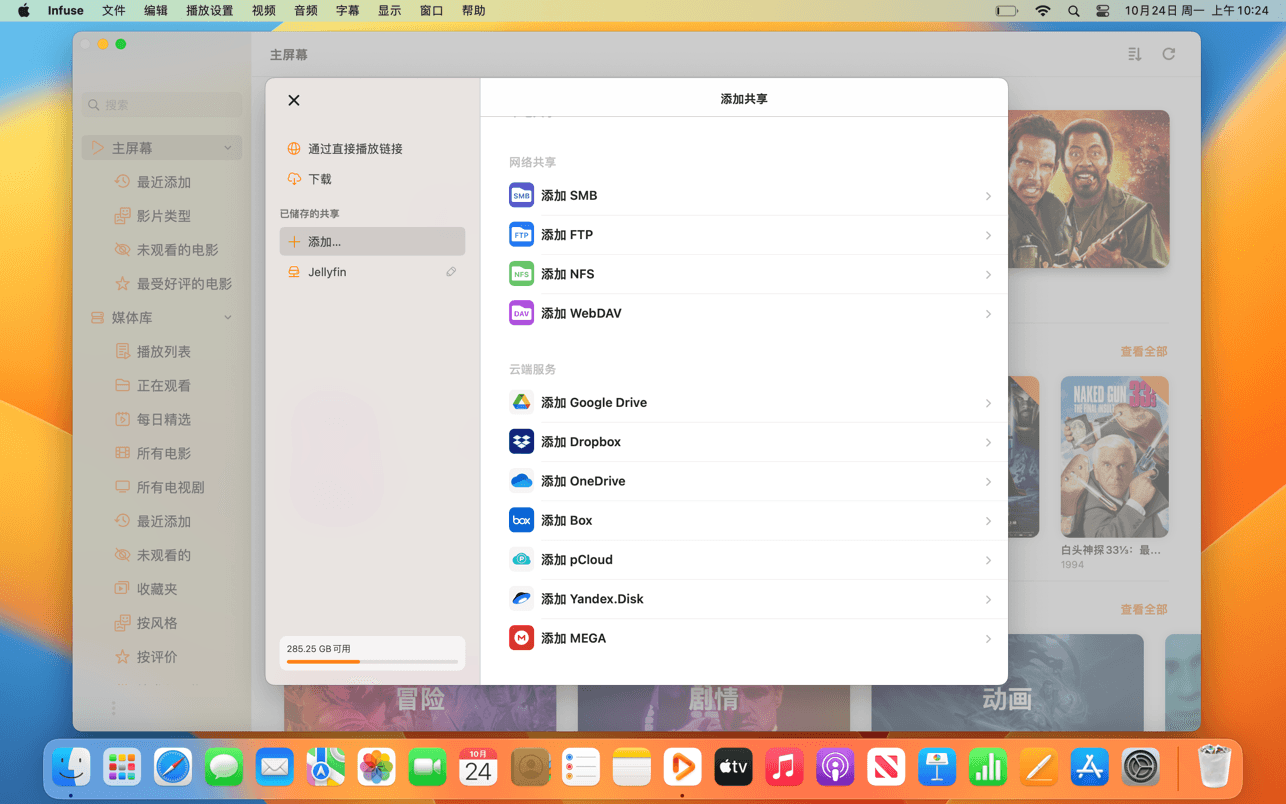 Infuse 文件 编辑 播放设置 视频 音频 字幕 显示 窗口 帮助
10月24日 周一 上午10:24
主屏幕
搜索
主屏幕
最近添加
影片类型
未观看的电影
最受好评的电影
媒体库
播放列表
正在观看
每日精选
所有电影
所有电视剧
最近添加
未观看的
收藏夹
按风格
按评价
通过直接播放链接
下载
已储存的共享
添加...
Jellyfin
285.25 GB 可用
添加共享
网络共享
SMB 添加 SMB
FTP 添加 FTP
NFS 添加 NFS
DAV 添加 WebDAV
云端服务
添加 Google Drive
添加 Dropbox
添加 OneDrive
box 添加 Box
添加 pCloud
添加 Yandex.Disk
添加 MEGA
查看全部
NAKED GUN
33⅓
THE FINAL INSULT
白头神探33⅓：最...
1994
查看全部
冒险
剧情
动画
10月
24
tv